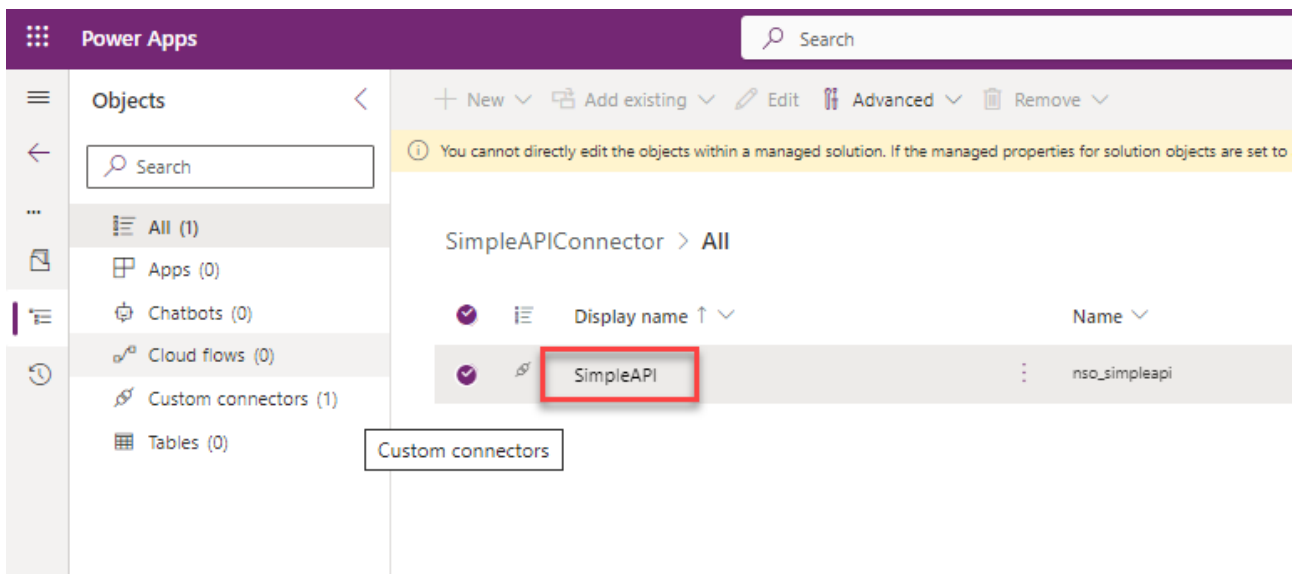 Power Apps
Search
Objects
New
Add existing
Edit
Advanced
Remove
Search
You cannot directly edit the objects within a managed solution. If the managed properties for solution objects are set to
...
All (1)
Apps (0)
Chatbots (0)
Cloud flows (0)
Custom connectors (1)
Tables (0)
Custom connectors
SimpleAPIConnector > All
Display name ↑
Name
SimpleAPI
nso_simpleapi